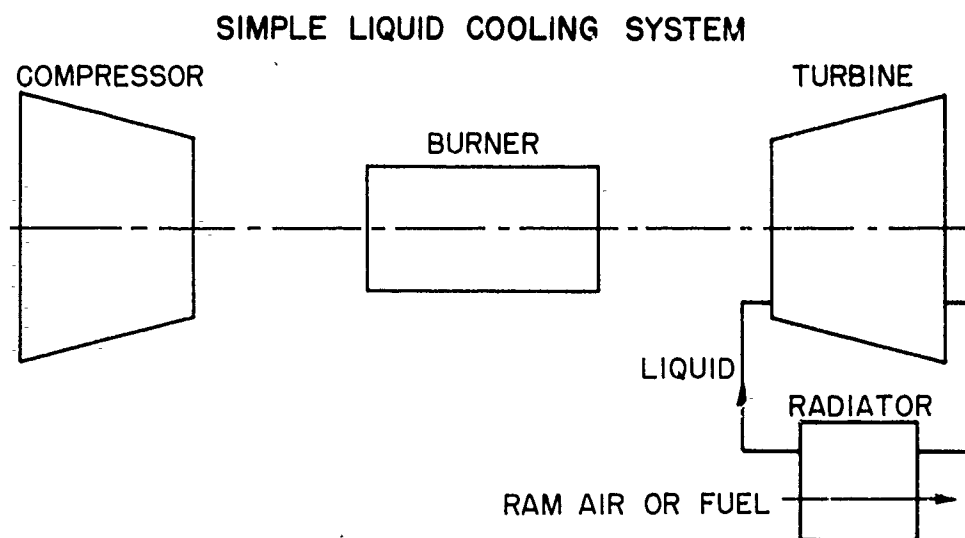 SIMPLE LIQUID COOLING SYSTEM
COMPRESSOR
TURBINE
BURNER
LIQUID
RADIATOR
RAM AIR OR FUEL